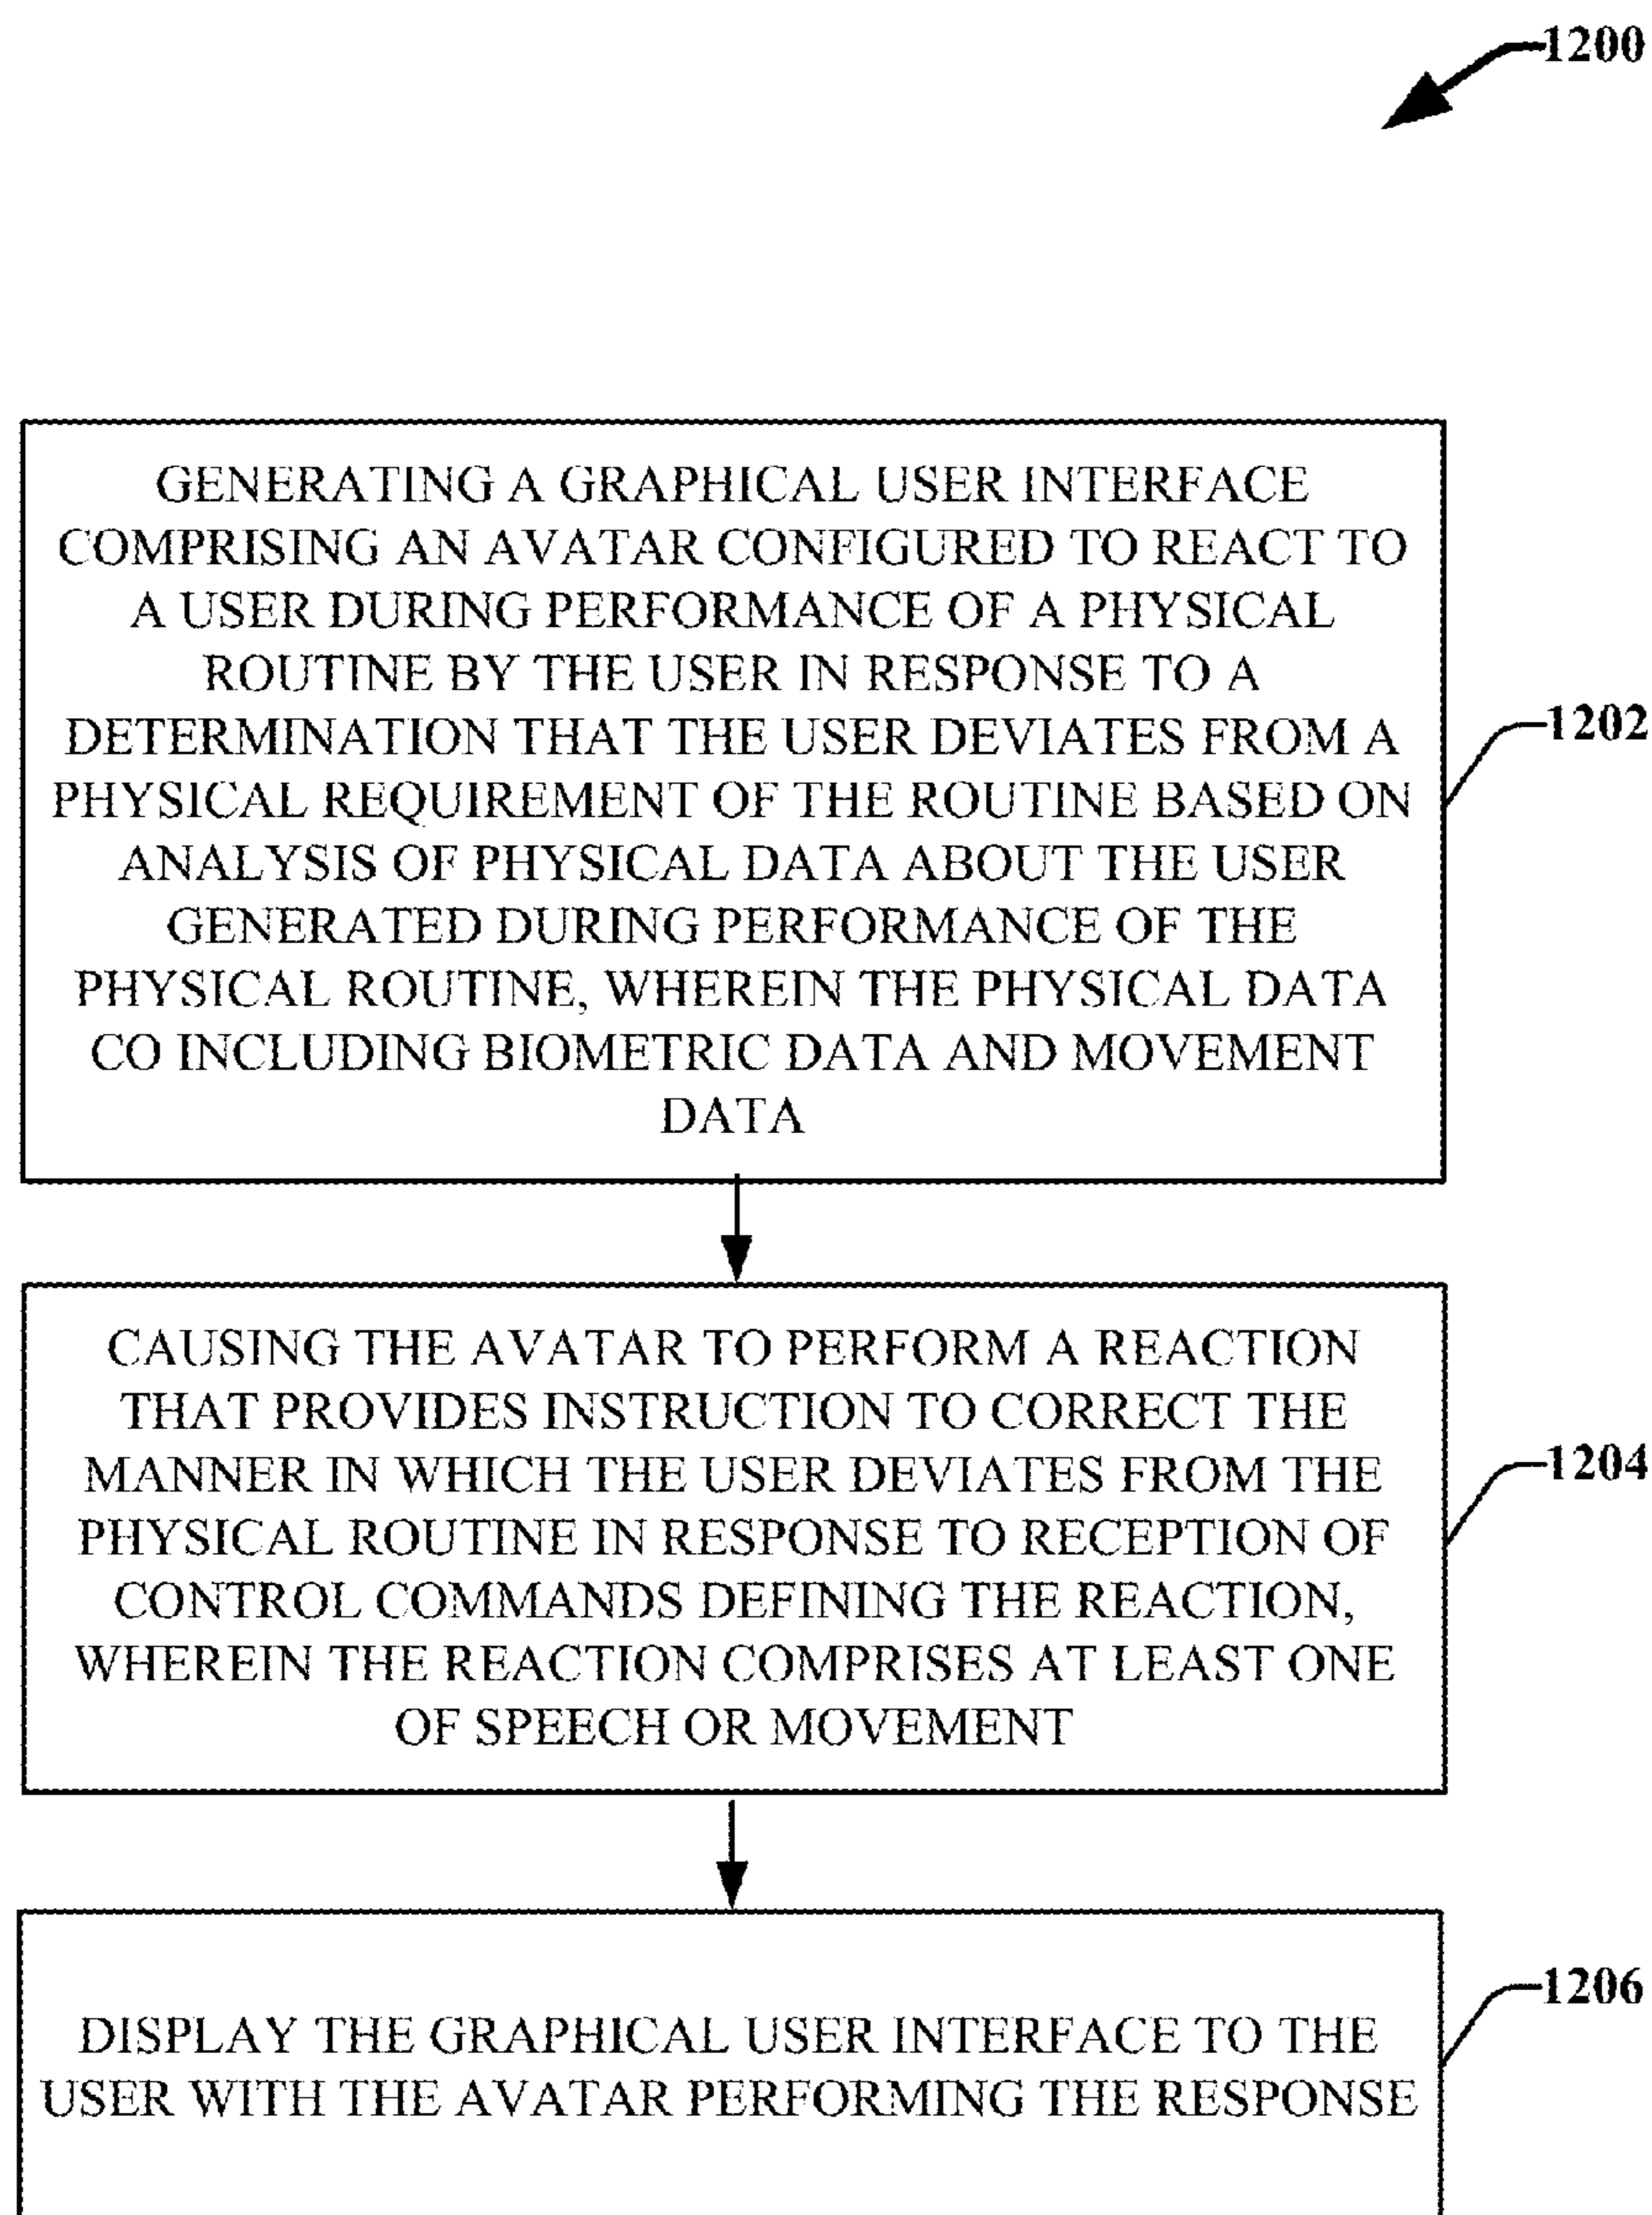 1200
GENERATING A GRAPHICAL USER INTERFACE
COMPRISING AN AVATAR CONFIGURED TO REACT TO
A USER DURING PERFORMANCE OF A PHYSICAL
ROUTINE BY THE USER IN RESPONSE TO A
DETERMINATION THAT THE USER DEVIATES FROM A
PHYSICAL REQUIREMENT OF THE ROUTINE BASED ON
ANALYSIS OF PHYSICAL DATA ABOUT THE USER
GENERATED DURING PERFORMANCE OF THE
PHYSICAL ROUTINE, WHEREIN THE PHYSICAL DATA
CO INCLUDING BIOMETRIC DATA AND MOVEMENT
DATA
1202
CAUSING THE AVATAR TO PERFORM A REACTION
THAT PROVIDES INSTRUCTION TO CORRECT THE
MANNER IN WHICH THE USER DEVIATES FROM THE
PHYSICAL ROUTINE IN RESPONSE TO RECEPTION OF
CONTROL COMMANDS DEFINING THE REACTION,
WHEREIN THE REACTION COMPRISES AT LEAST ONE
OF SPEECH OR MOVEMENT
1204
DISPLAY THE GRAPHICAL USER INTERFACE TO THE
USER WITH THE AVATAR PERFORMING THE RESPONSE
1206